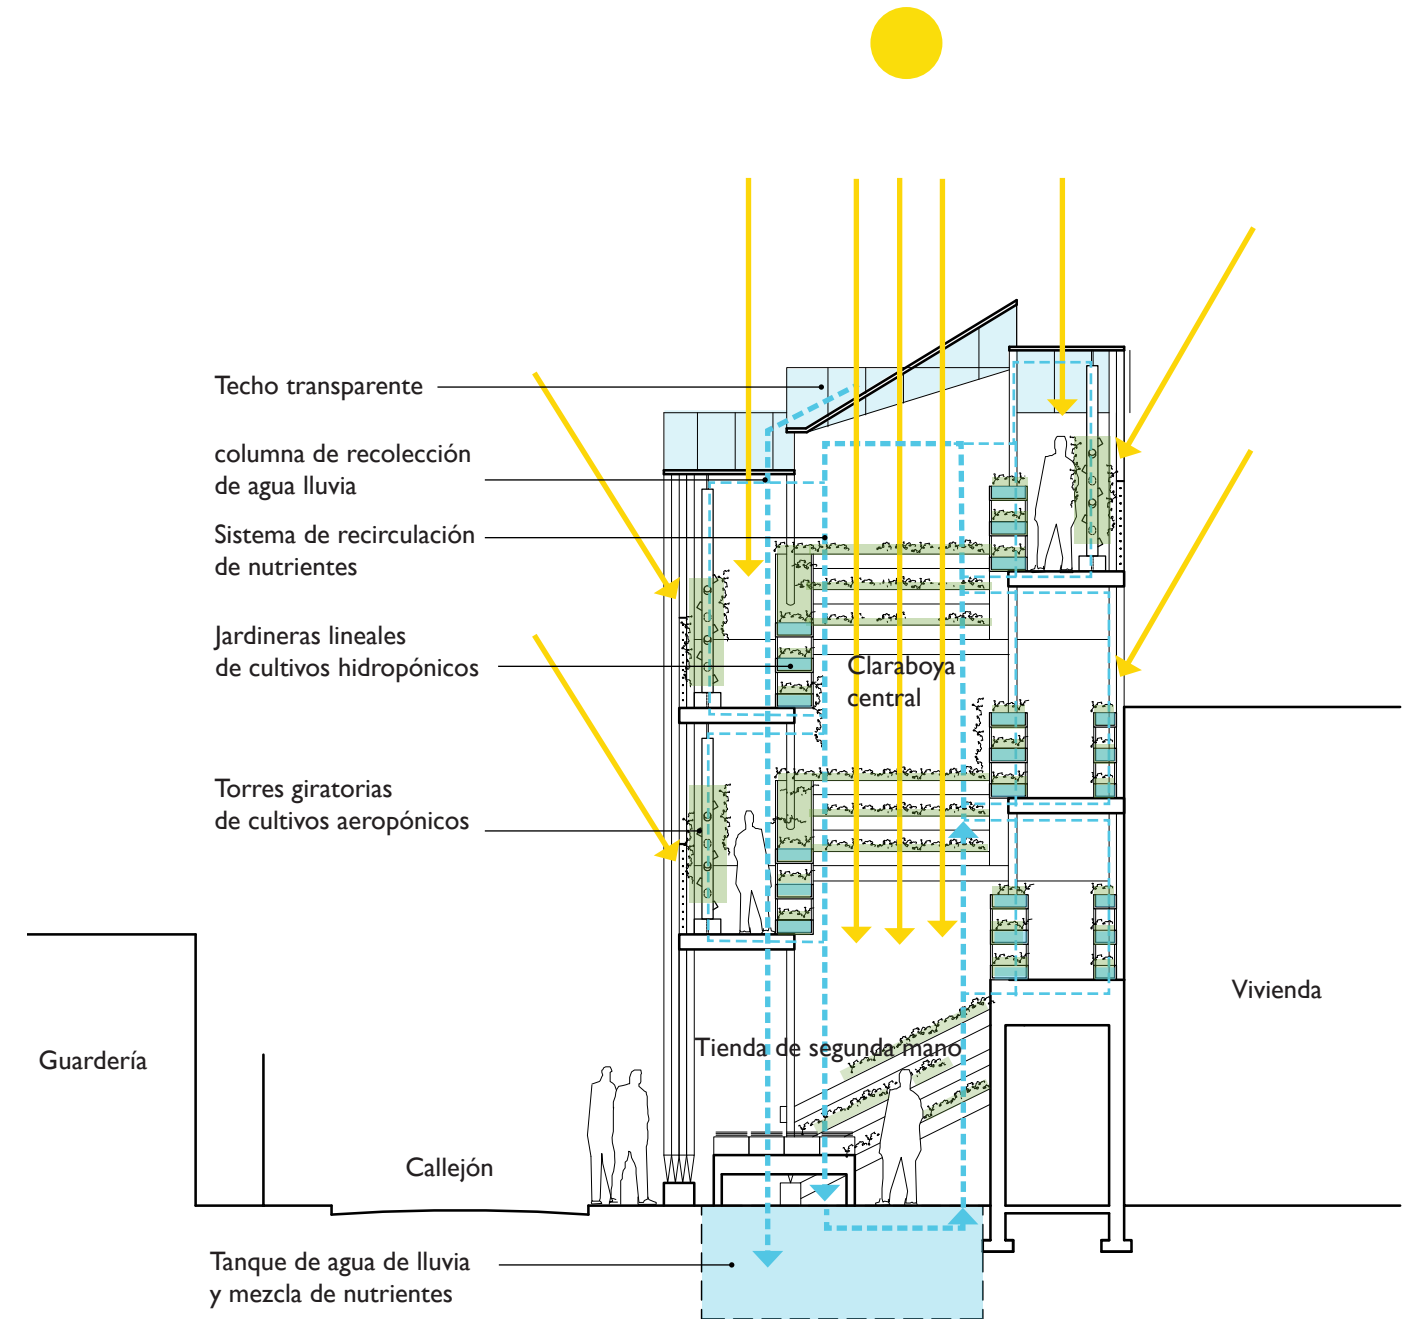 Techo transparente
columna de recolección
de agua lluvia
Sistema de recirculación
de nutrientes
Jardineras lineales
de cultivos hidropónicos
Claraboya
central
Torres giratorias
de cultivos aeropónicos
Vivienda
Tienda de segunda mano
Guardería
Callejón
Tanque de agua de lluvia
y mezcla de nutrientes